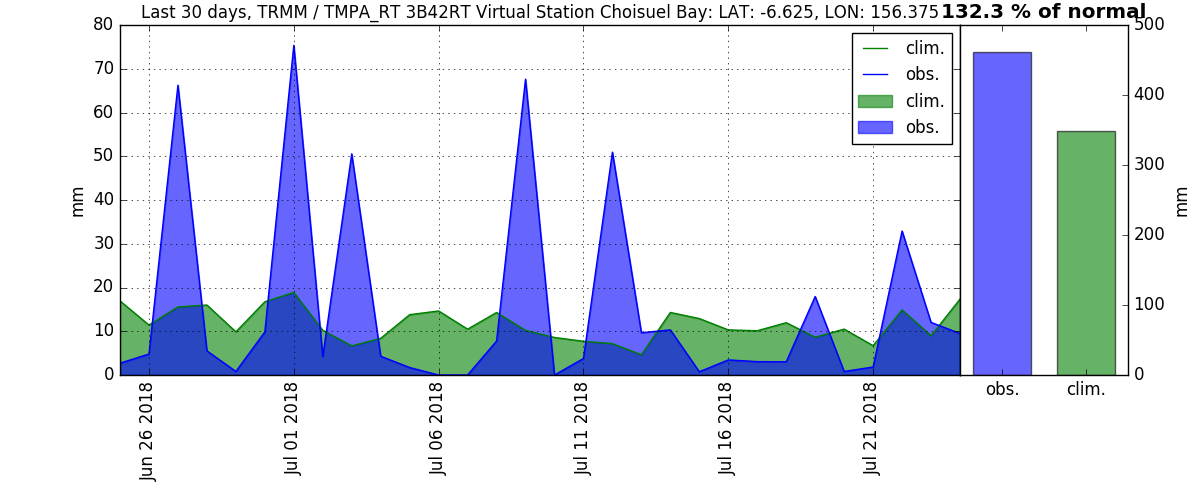 Last 30 days, TRMM / TMPA_RT 3B42RT Virtual Station Choisuel Bay: LAT: -6.625, LON: 156.375 132.3 % of normal
80
70
60
50
40
30
20
10
0
mm
clim.
obs.
clim.
obs.
Jun 26 2018
Jul 01 2018
Jul 06 2018
Jul 11 2018
Jul 16 2018
Jul 21 2018
500
400
300
200
100
0
mm
obs.
clim.